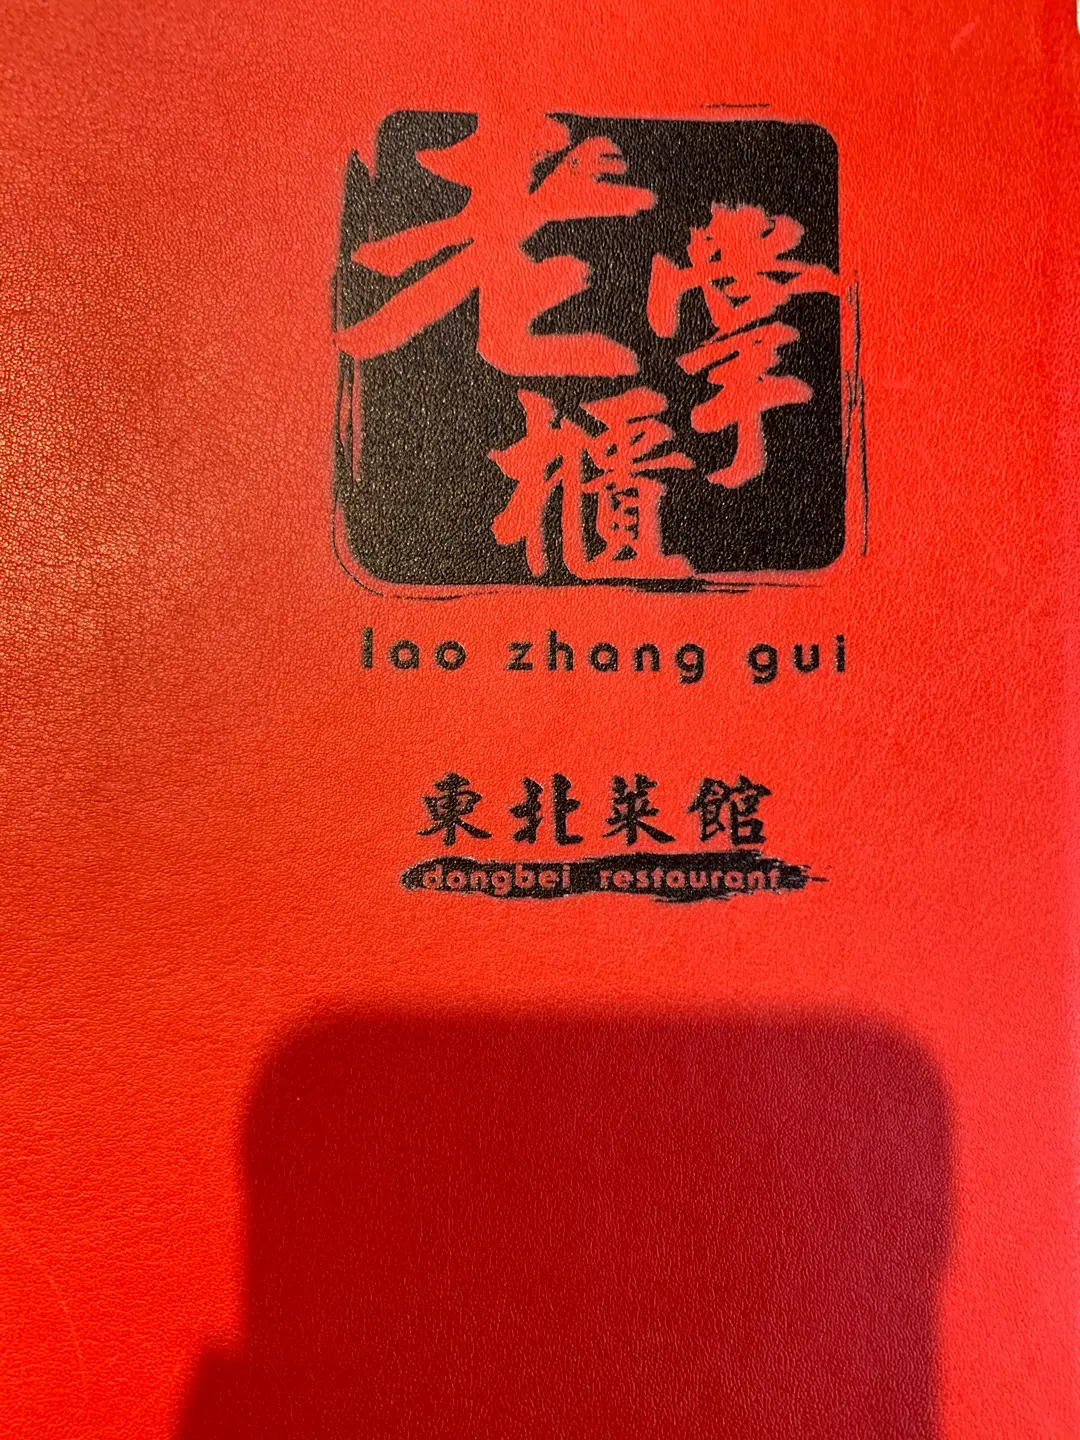 老掌櫃
lao zhang gui
東北菜館
dongbei restaurant